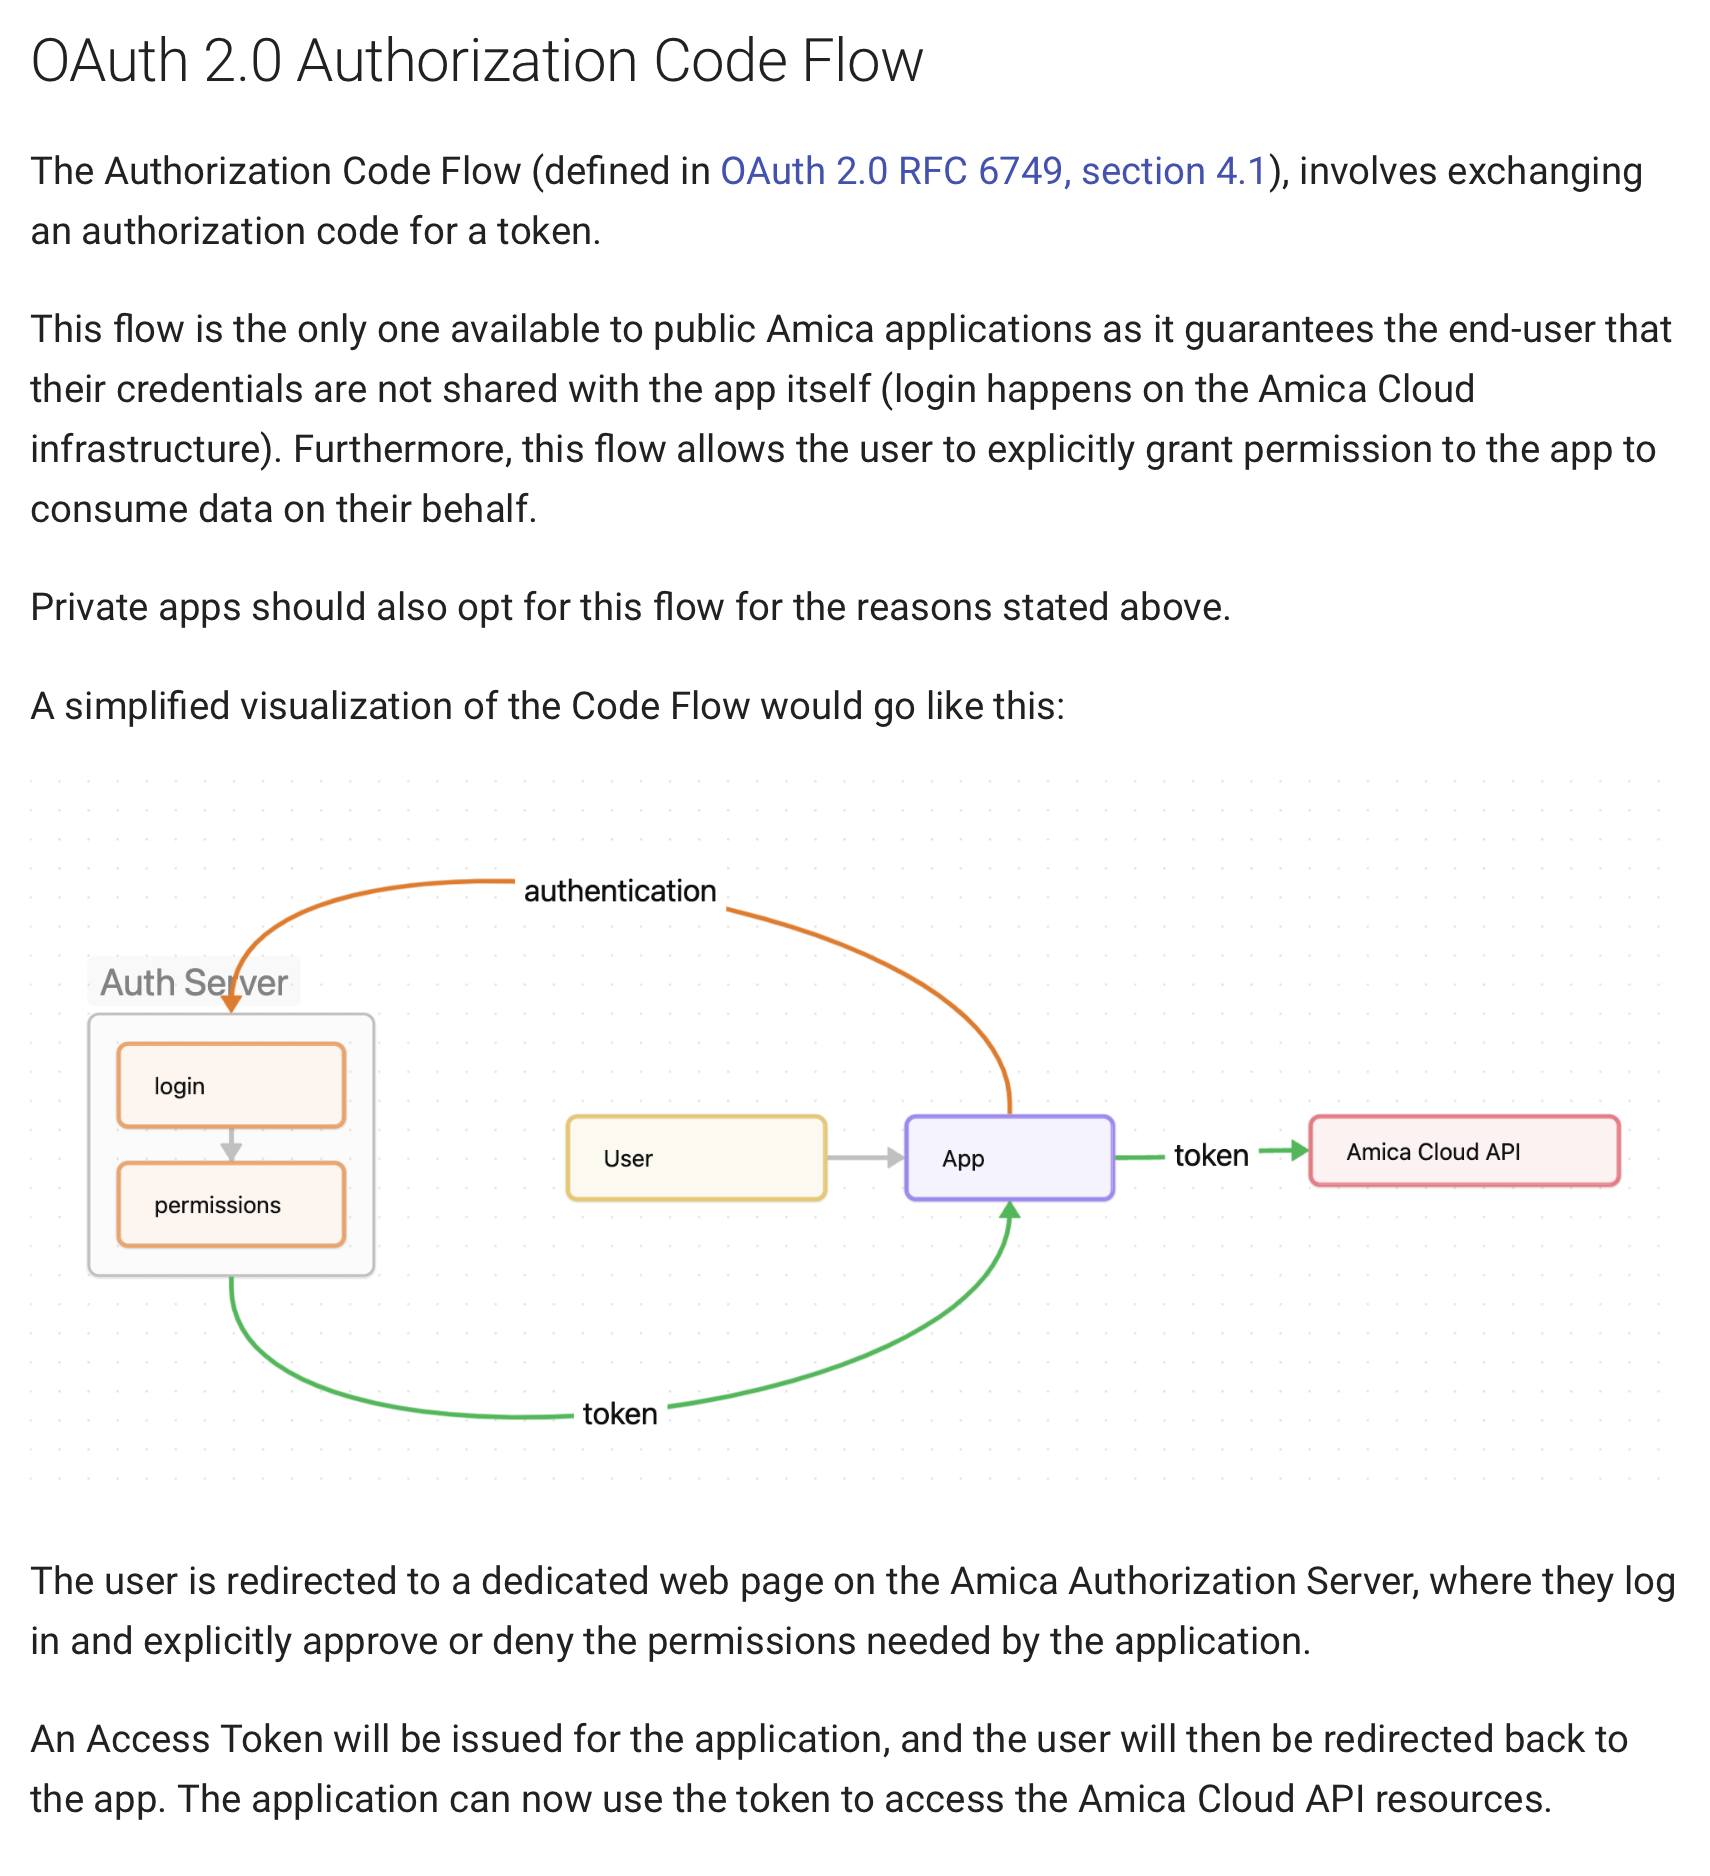 OAuth 2.0 Authorization Code Flow
The Authorization Code Flow (defined in OAuth 2.0 RFC 6749, section 4.1), involves exchanging
an authorization code for a token.
This flow is the only one available to public Amica applications as it guarantees the end-user that
their credentials are not shared with the app itself (login happens on the Amica Cloud
infrastructure). Furthermore, this flow allows the user to explicitly grant permission to the app to
consume data on their behalf.
Private apps should also opt for this flow for the reasons stated above.
A simplified visualization of the Code Flow would go like this:
authentication
Auth Server
login
permissions
User
App
token
Amica Cloud API
token
The user is redirected to a dedicated web page on the Amica Authorization Server, where they log
in and explicitly approve or deny the permissions needed by the application.
An Access Token will be issued for the application, and the user will then be redirected back to
the app. The application can now use the token to access the Amica Cloud API resources.